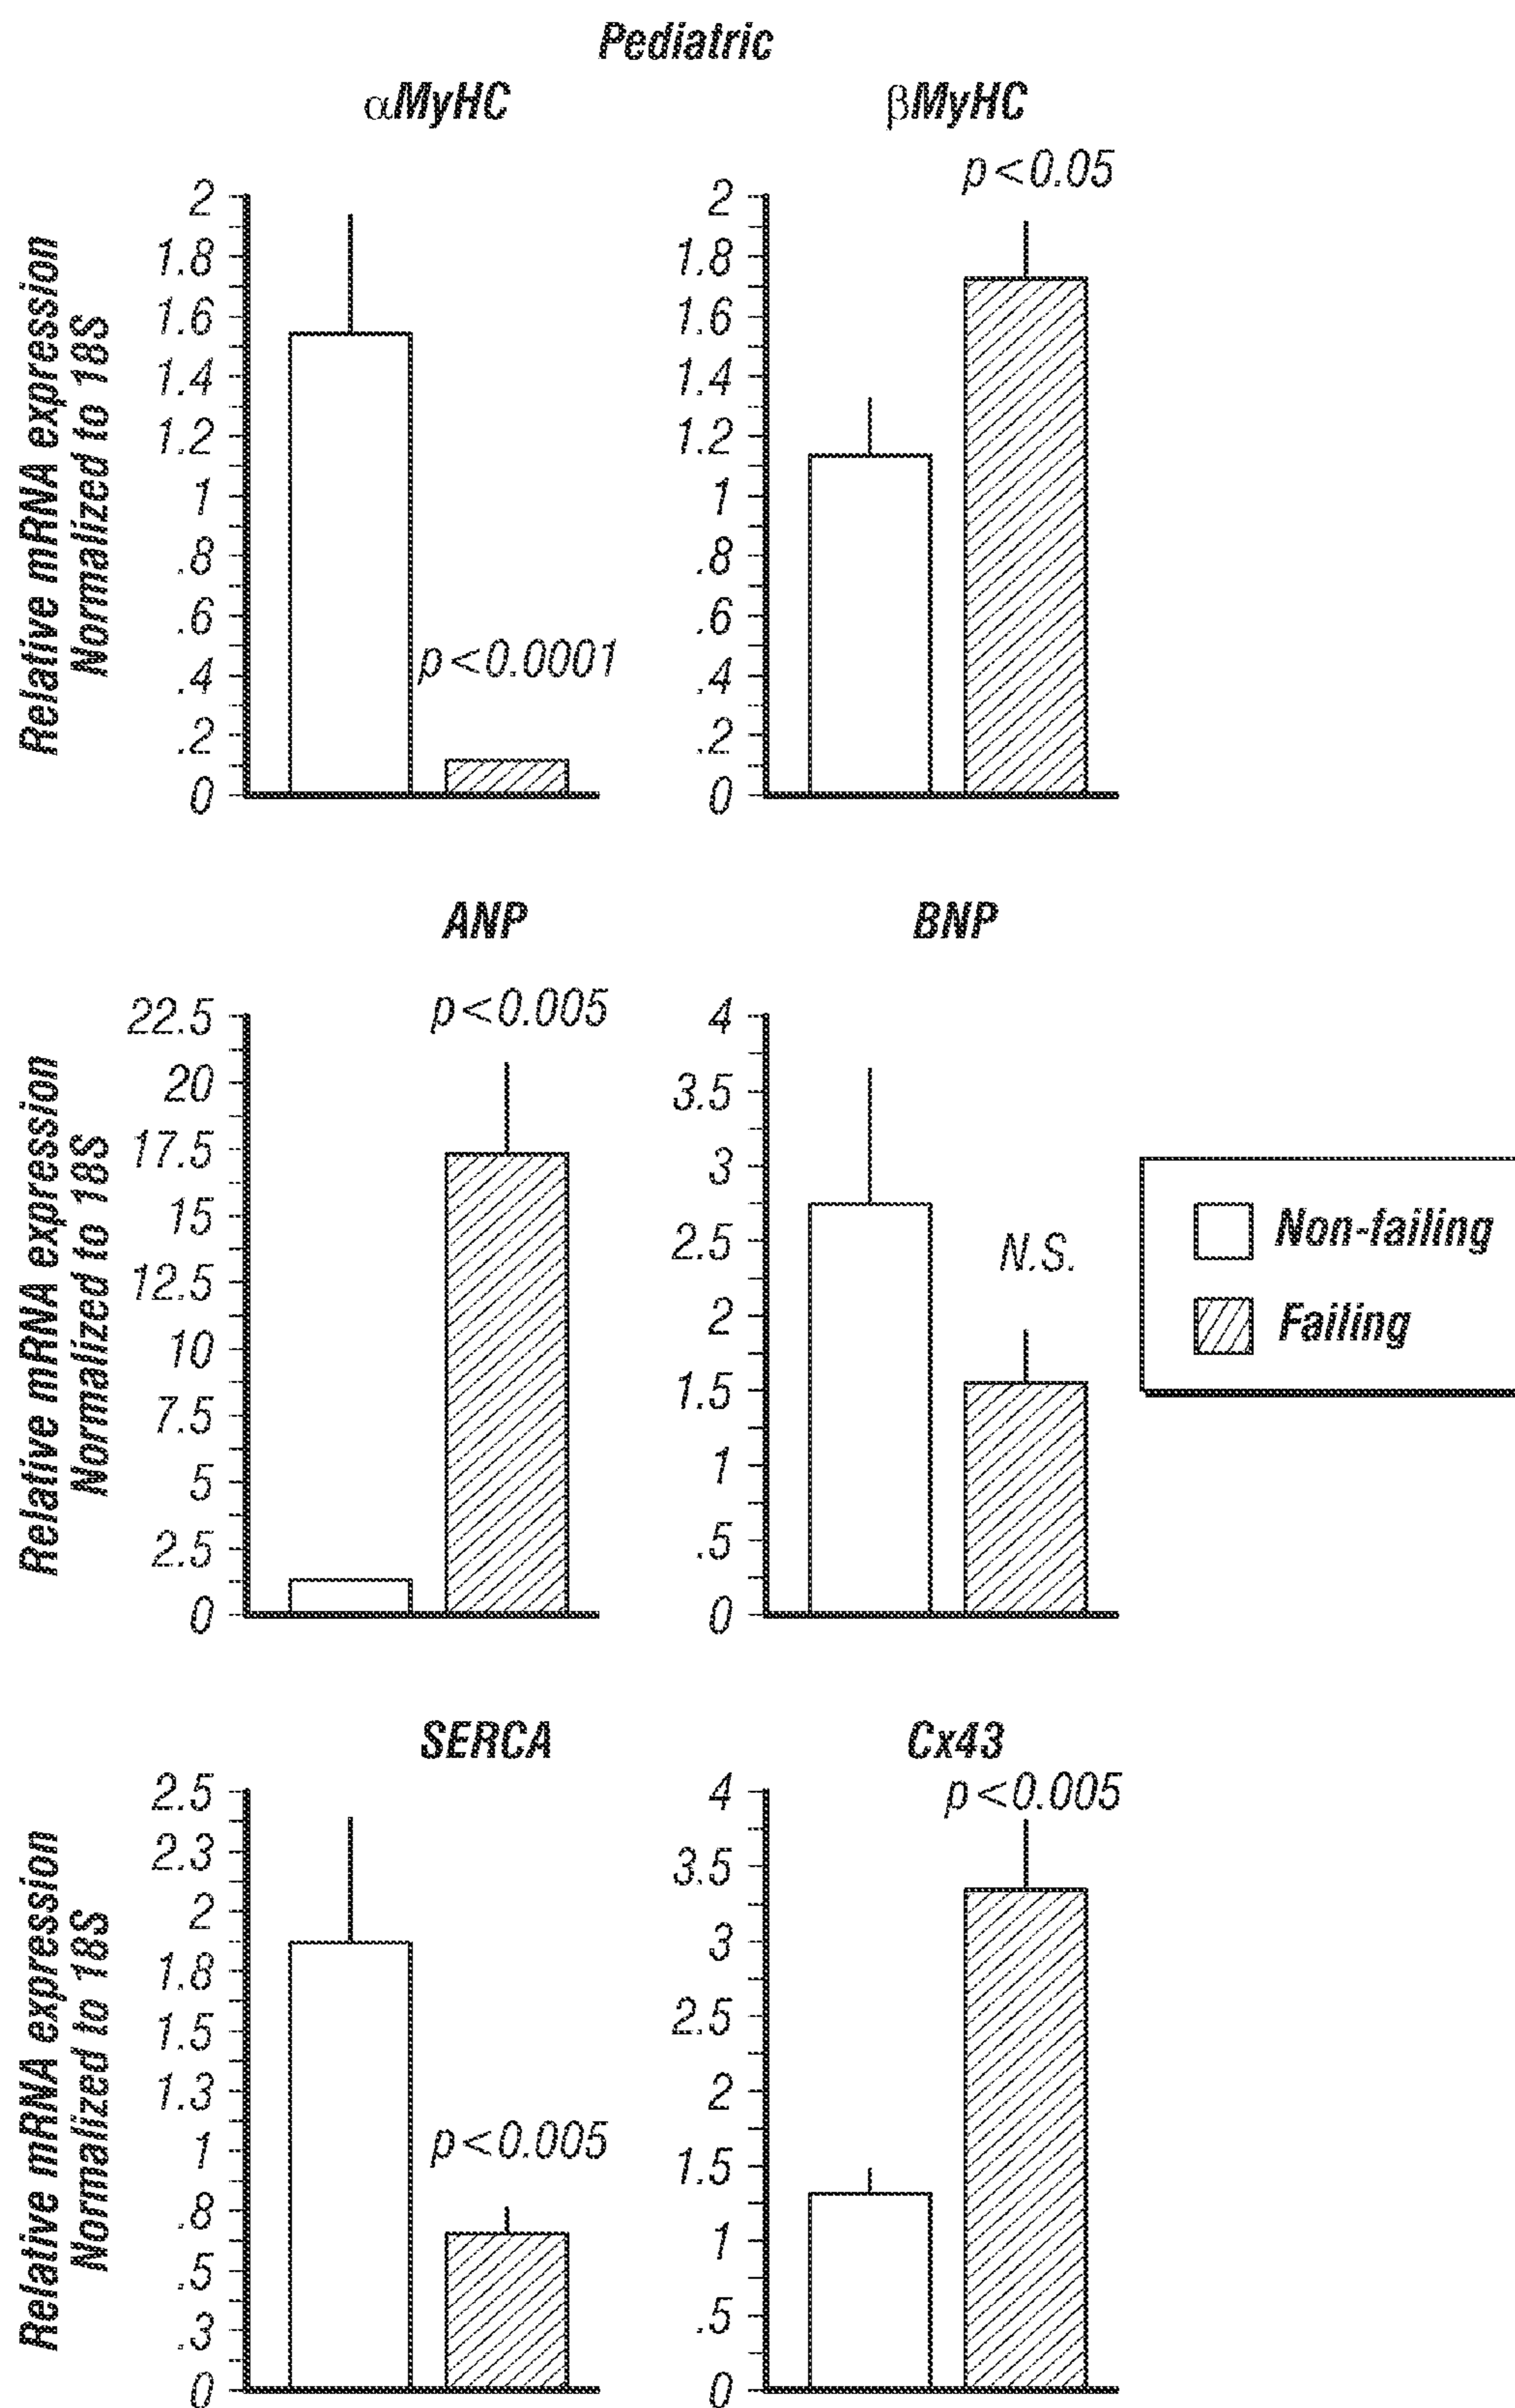 Pediatric
αMyHC
βMyHC
p<0.05
Relative mRNA expression
Normalized to 18S
2
1.8
1.6
1.4
1.2
1
.8
.6
.4
.2
0
p<0.0001
2
1.8
1.6
1.4
1.2
1
.8
.6
.4
.2
0
ANP
BNP
p<0.005
Relative mRNA expression
Normalized to 18S
22.5
20
17.5
15
12.5
10
7.5
5
2.5
0
4
3.5
3
2.5
2
1.5
1
.5
0
N.S.
Non-failing
Failing
SERCA
Cx43
p<0.005
Relative mRNA expression
Normalized to 18S
2.5
2.3
2
1.8
1.5
1.3
1
.8
.5
.3
0
p<0.005
4
3.5
3
2.5
2
1.5
1
.5
0